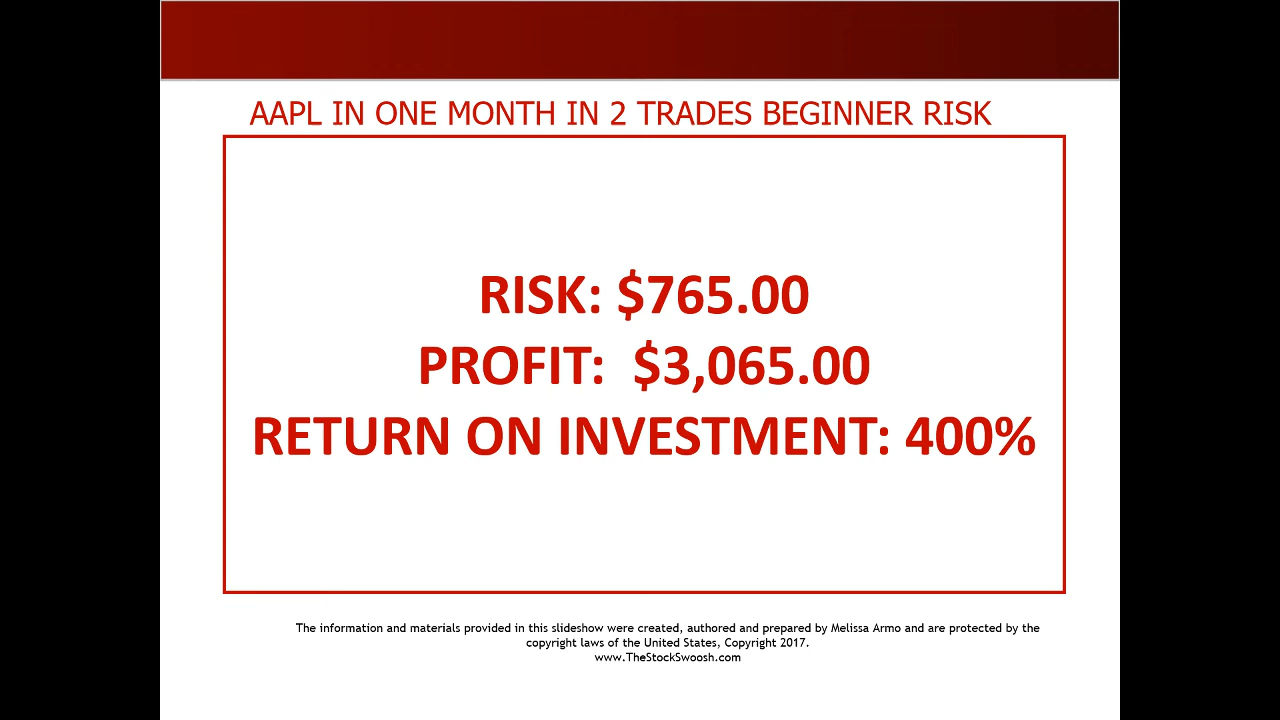 AAPL IN ONE MONTH IN 2 TRADES BEGINNER RISK
RISK: $765.00
PROFIT: $3,065.00
RETURN ON INVESTMENT: 400%
The information and materials provided in this slideshow were created, authored and prepared by Melissa Armo and are protected by the
copyright laws of the United States, Copyright 2017.
www.TheStockSwoosh.com